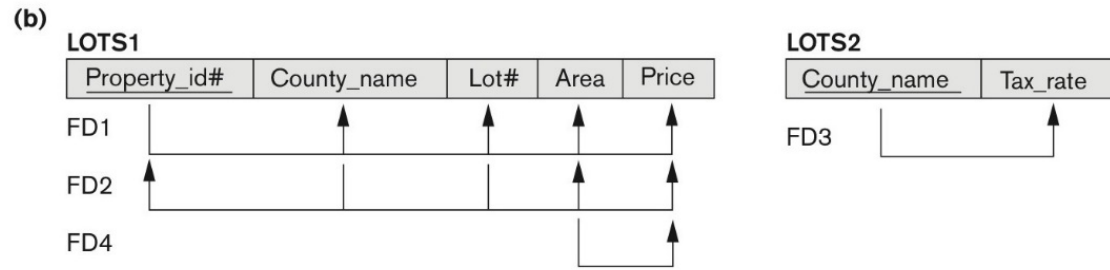 (b)
LOTS1
Property_id# County_name Lot# Area Price
FD1
FD2
FD4
LOTS2
County_name Tax_rate
FD3